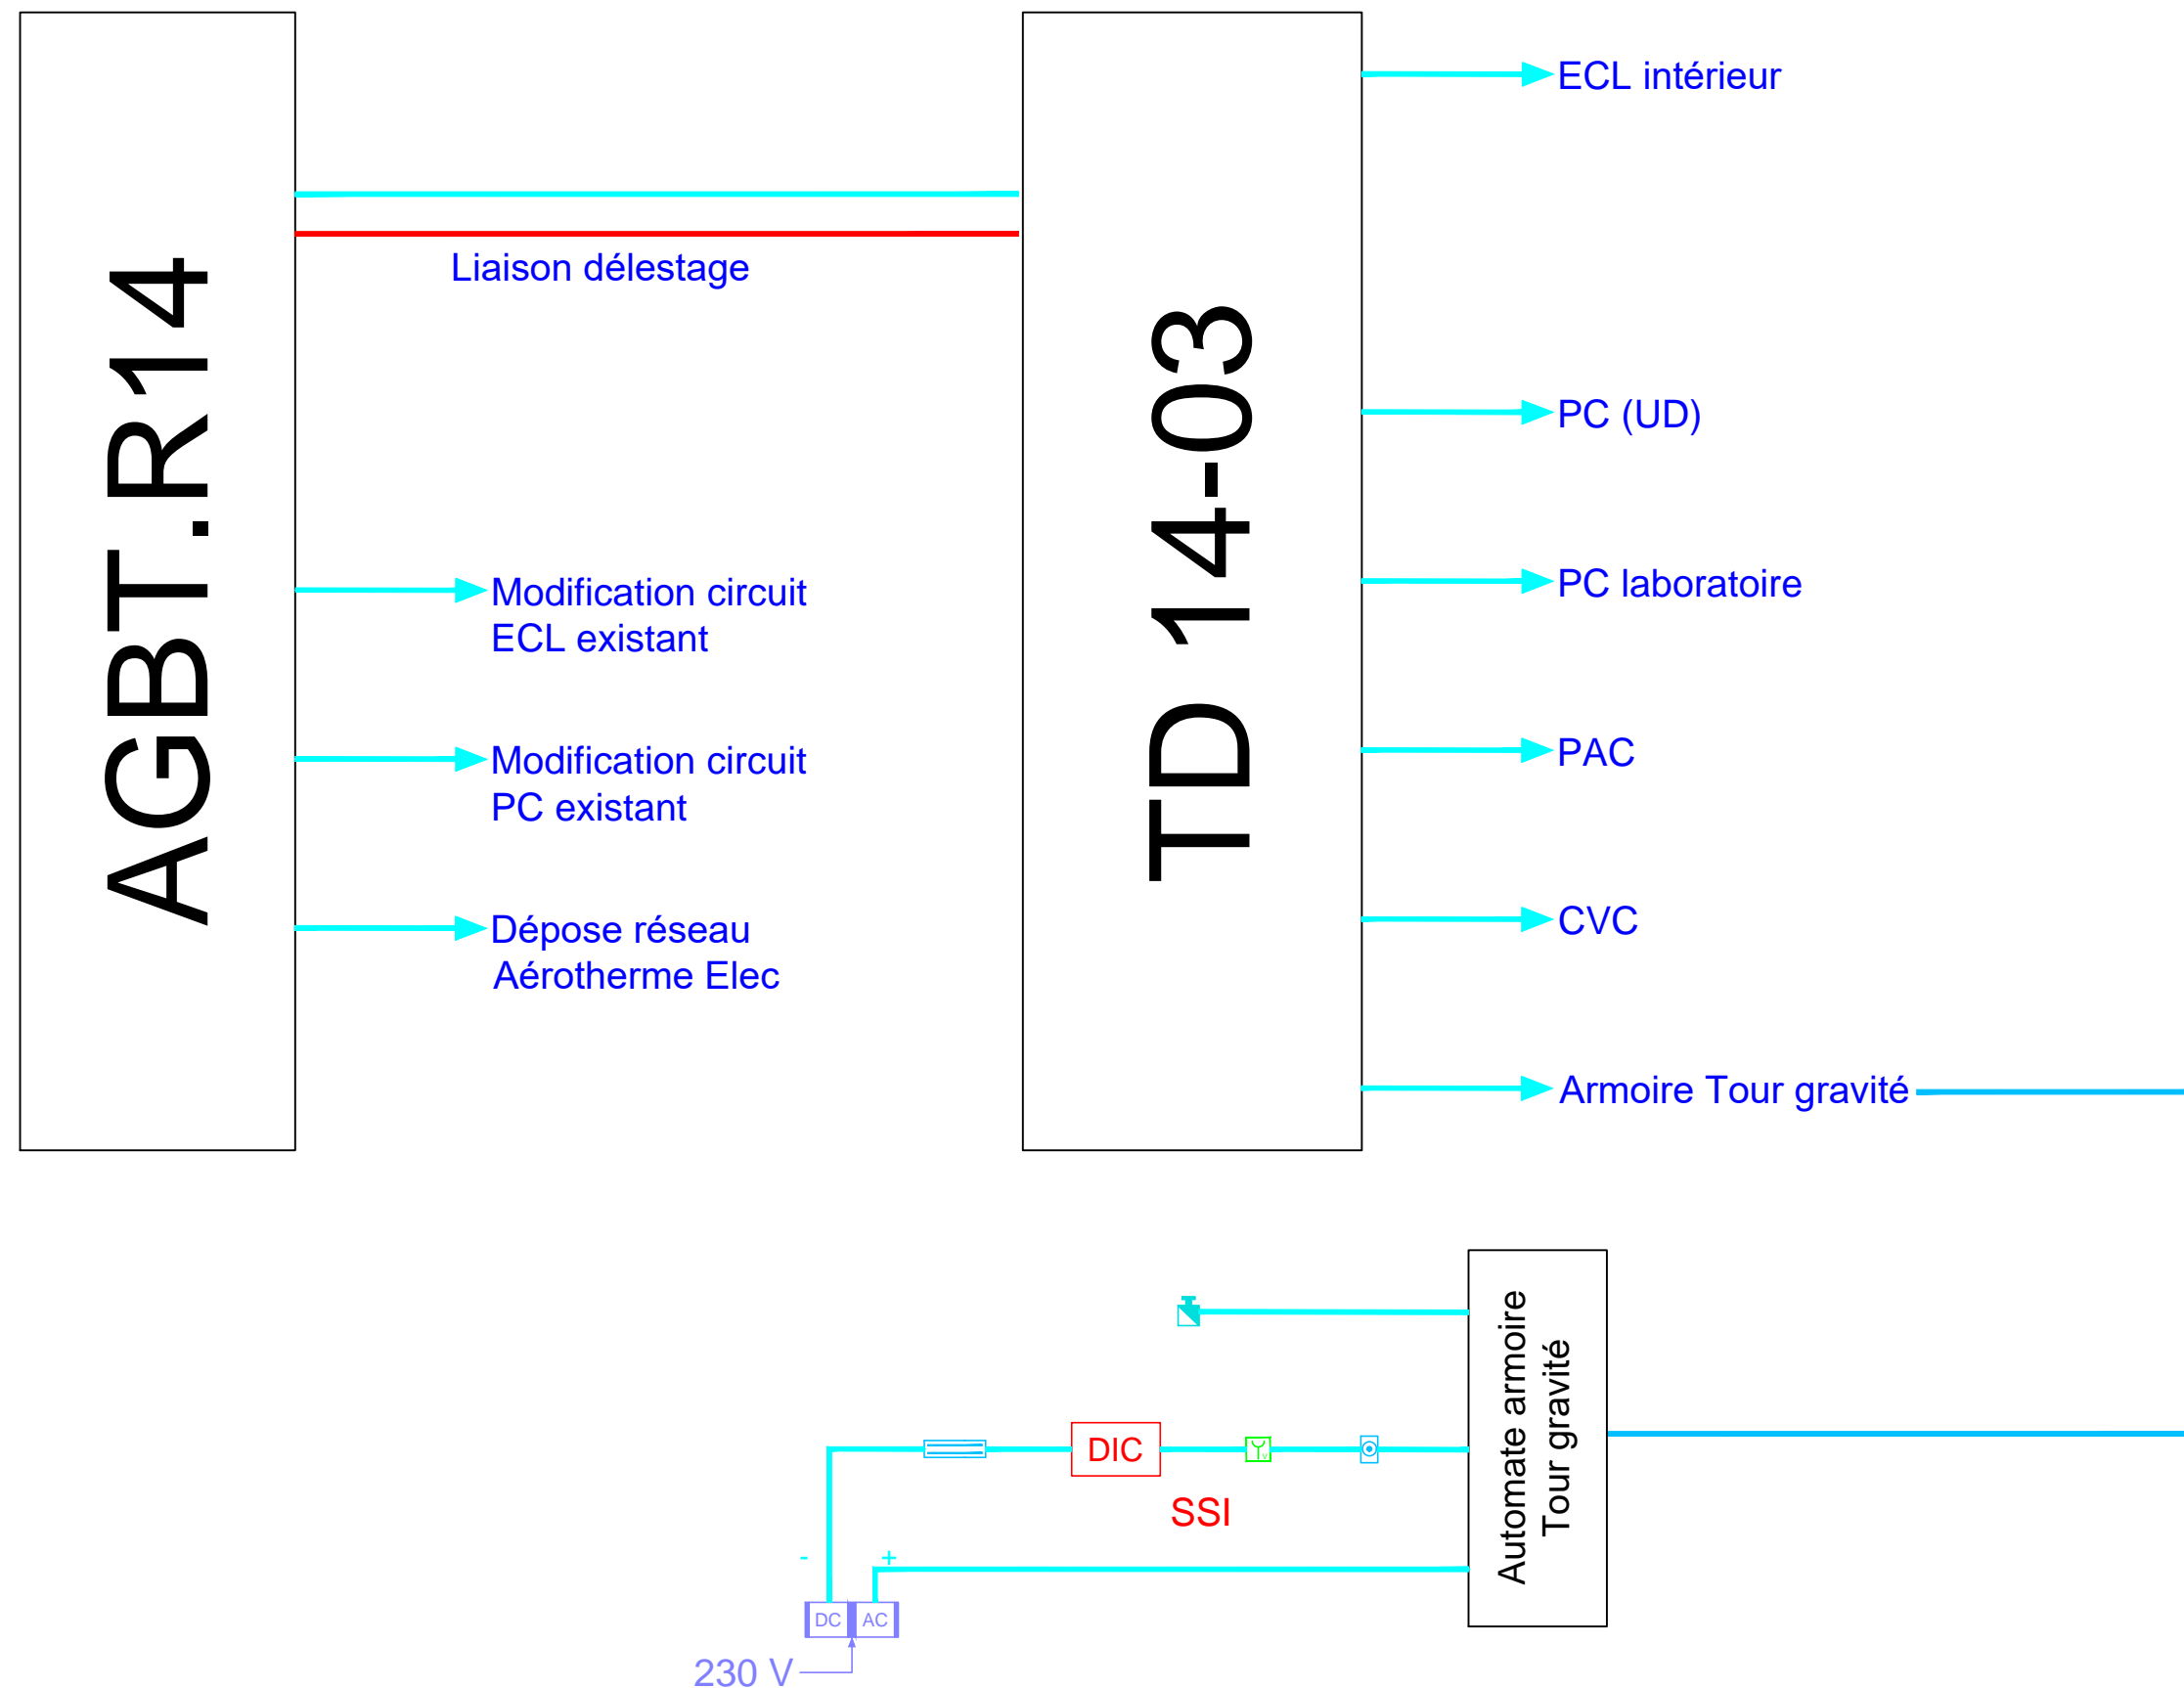 AGBT.R14
Liaison délestage
Modification circuit
ECL existant
Modification circuit
PC existant
Dépose réseau
Aérotherme Elec
TD 14-03
ECL intérieur
PC (UD)
PC laboratoire
PAC
CVC
Armoire Tour gravité
Automate armoire
Tour gravité
DIC
V
SSI
- +
DC AC
230 V